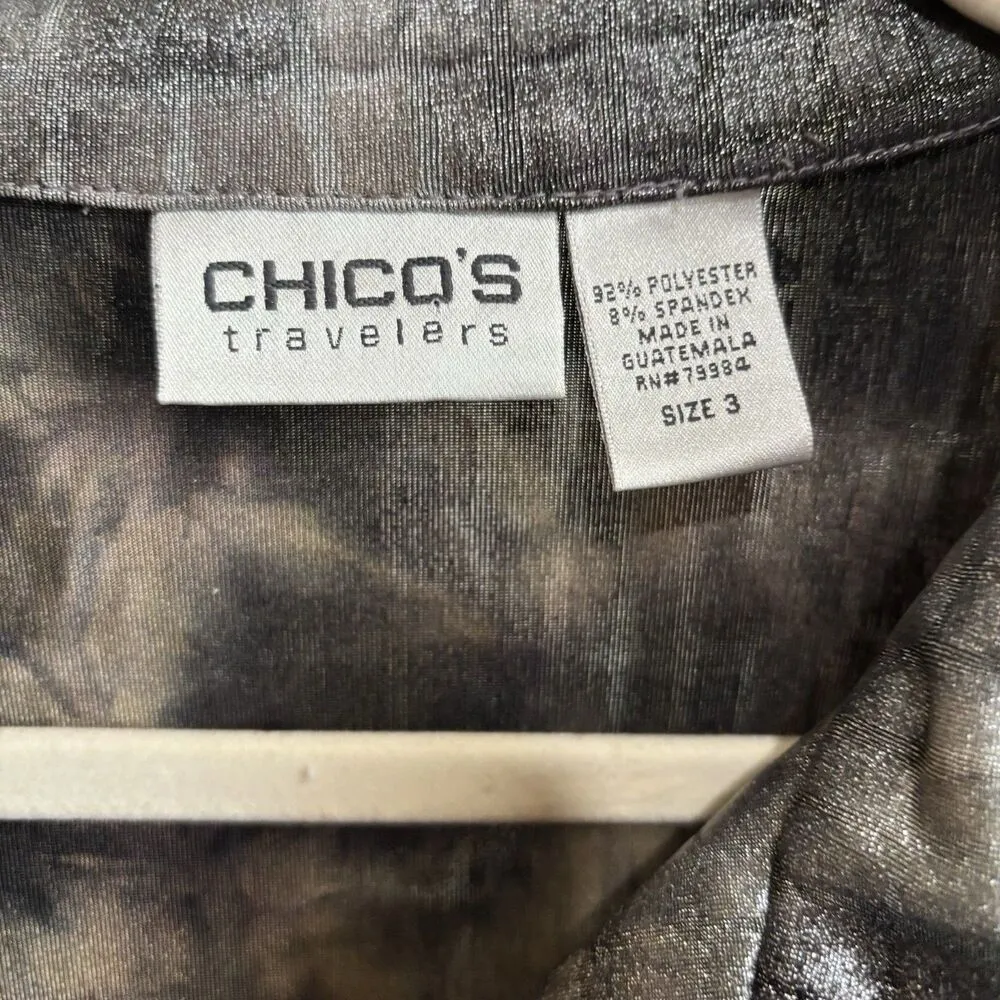 CHICO'S
travelers
92% POLYESTER
8% SPANDEX
MADE IN
GUATEMALA
RN#79984
SIZE 3